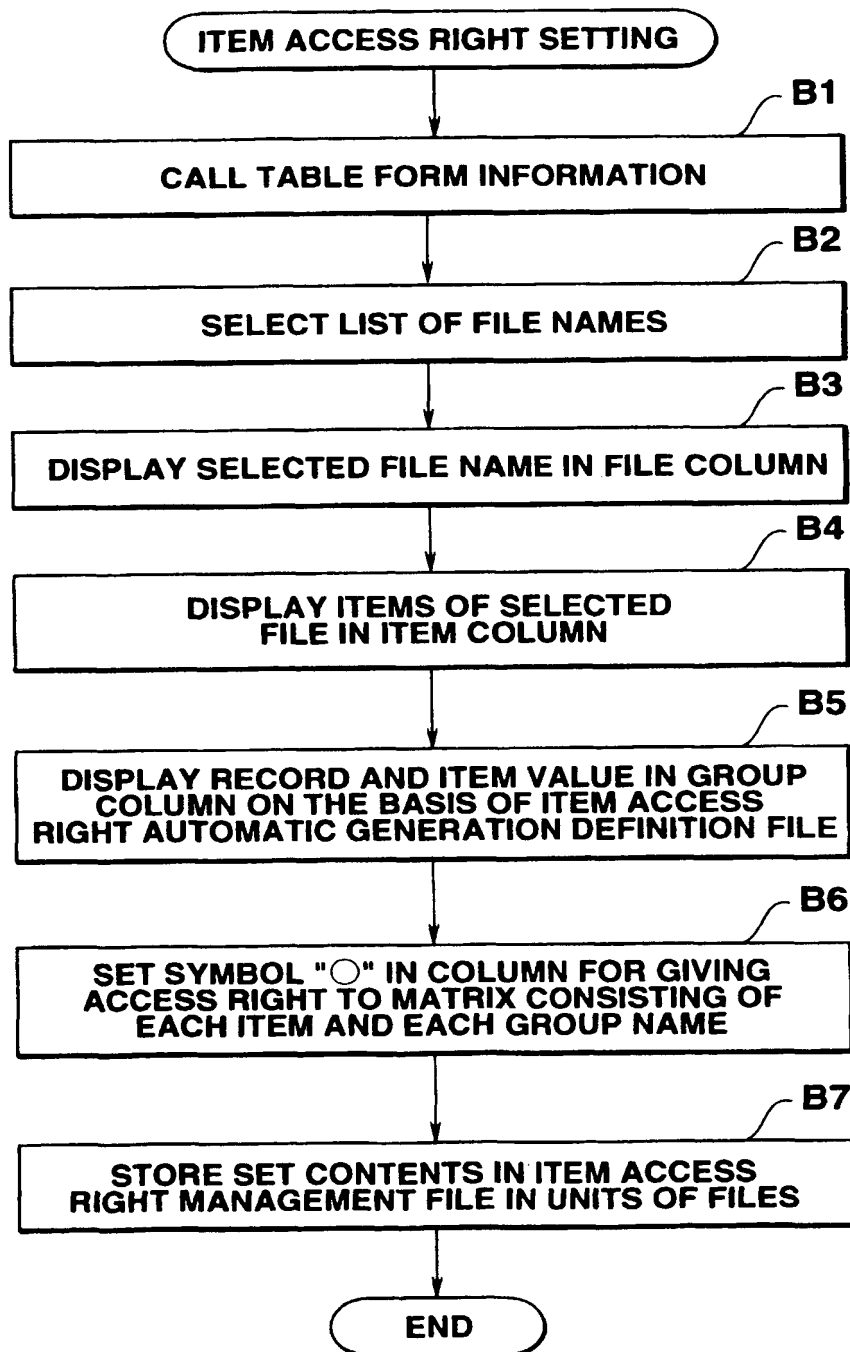 ITEM ACCESS RIGHT SETTING
B1
CALL TABLE FORM INFORMATION
B2
SELECT LIST OF FILE NAMES
B3
DISPLAY SELECTED FILE NAME IN FILE COLUMN
B4
DISPLAY ITEMS OF SELECTED
FILE IN ITEM COLUMN
B5
DISPLAY RECORD AND ITEM VALUE IN GROUP
COLUMN ON THE BASIS OF ITEM ACCESS
RIGHT AUTOMATIC GENERATION DEFINITION FILE
B6
SET SYMBOL "○" IN COLUMN FOR GIVING
ACCESS RIGHT TO MATRIX CONSISTING OF
EACH ITEM AND EACH GROUP NAME
B7
STORE SET CONTENTS IN ITEM ACCESS
RIGHT MANAGEMENT FILE IN UNITS OF FILES
END